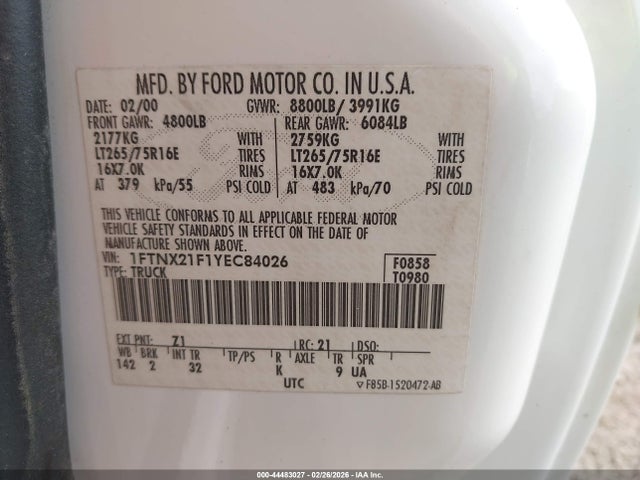 MFD. BY FORD MOTOR CO. IN U.S.A.
DATE: 02/00 GVWR: 8800LB/ 3991KG
FRONT GAWR: 4800LB REAR GAWR: 6084LB
2177KG WITH 2759KG WITH
LT265/75R16E TIRES LT265/75R16E TIRES
16X7.0K RIMS 16X7.0K RIMS
AT 379 kPa/55 PSI COLD AT 483 kPa/70 PSI COLD
THIS VEHICLE CONFORMS TO ALL APPLICABLE FEDERAL MOTOR
VEHICLE SAFETY STANDARDS IN EFFECT ON THE DATE OF
MANUFACTURE SHOWN ABOVE.
VIN: 1FTNX21F1YEC84026 F0858
TYPE: TRUCK T0980
EXT PNT: Z1 RC: 21 DSO:
WB BRK INT TR TP/PS R AXLE TR SPR
142 2 32 K 9 UA
UTC ▽ F85B-1520472-AB
000-44483027 - 02/26/2026 - IAA Inc.